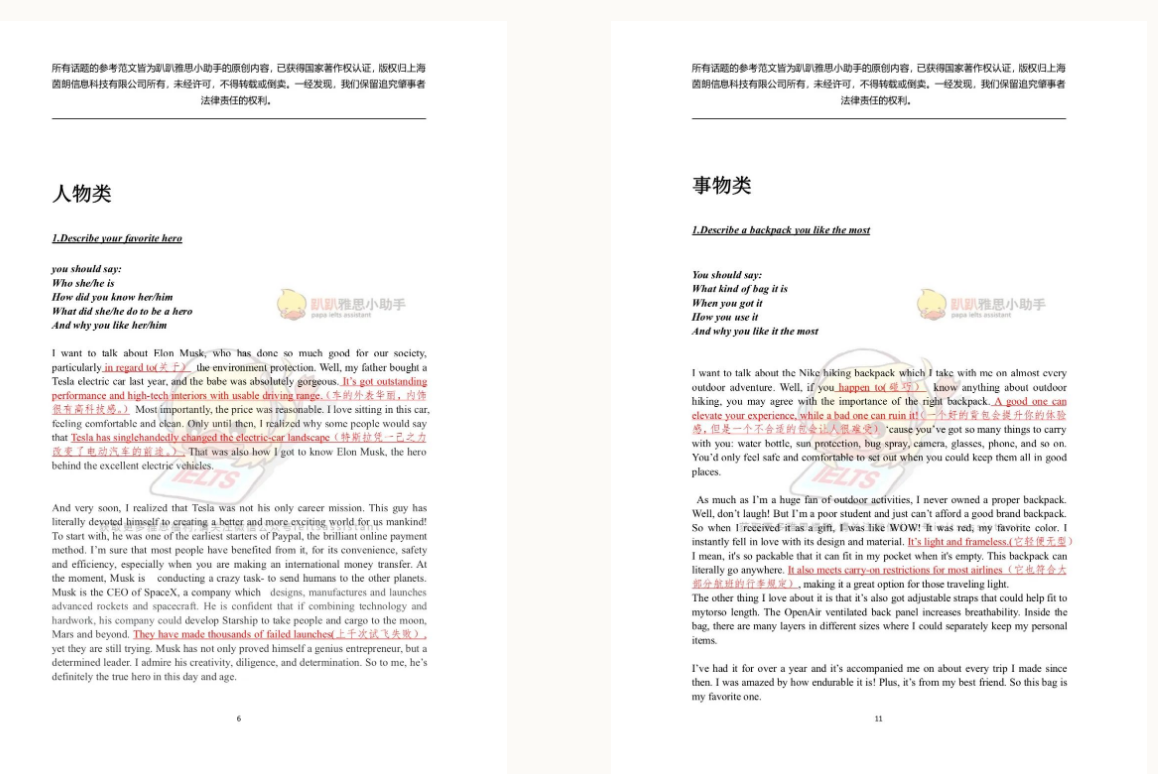 所有话题的参考范文皆为趴趴雅思小助手的原创内容，已获得国家著作权认证，版权归上海
茵朗信息科技有限公司所有，未经许可，不得转载或倒卖。一经发现，我们保留追究肇事者
法律责任的权利。
人物类
1.Describe your favorite hero
you should say:
Who she/he is
How did you know her/him
What did she/he do to be a hero
And why you like her/him
趴趴雅思小助手
papa ielts assistant
I want to talk about Elon Musk, who has done so much good for our society,
particularly in regard to(关于） the environment protection. Well, my father bought a
Tesla electric car last year, and the babe was absolutely gorgeous. It's got outstanding
performance and high-tech interiors with usable driving range.（车的外表华丽，内饰
很有高科技感。） Most importantly, the price was reasonable. I love sitting in this car,
feeling comfortable and clean. Only until then, I realized why some people would say
that Tesla has singlehandedly changed the electric-car landscape（特斯拉凭一己之力
改变了电动汽车的前途。）. That was also how I got to know Elon Musk, the hero
behind the excellent electric vehicles.
IELTS
And very soon, I realized that Tesla was not his only career mission. This guy has
literally devoted himself to creating a better and more exciting world for us mankind!
To start with, he was one of the earliest starters of Paypal, the brilliant online payment
method. I'm sure that most people have benefited from it, for its convenience, safety
and efficiency, especially when you are making an international money transfer. At
the moment, Musk is conducting a crazy task- to send humans to the other planets.
Musk is the CEO of SpaceX, a company which designs, manufactures and launches
advanced rockets and spacecraft. He is confident that if combining technology and
hardwork, his company could develop Starship to take people and cargo to the moon,
Mars and beyond. They have made thousands of failed launches(上千次试飞失败）,
yet they are still trying. Musk has not only proved himself a genius entrepreneur, but a
determined leader. I admire his creativity, diligence, and determination. So to me, he's
definitely the true hero in this day and age.
6
所有话题的参考范文皆为趴趴雅思小助手的原创内容，已获得国家著作权认证，版权归上海
茵朗信息科技有限公司所有，未经许可，不得转载或倒卖。一经发现，我们保留追究肇事者
法律责任的权利。
事物类
1.Describe a backpack you like the most
You should say:
What kind of bag it is
When you got it
How you use it
And why you like it the most
趴趴雅思小助手
papa ielts assistant
I want to talk about the Nike hiking backpack which I take with me on almost every
outdoor adventure. Well, if you happen to( 碰巧） know anything about outdoor
hiking, you may agree with the importance of the right backpack. A good one can
elevate your experience, while a bad one can ruin it!（一个好的背包会提升你的体验
感，但是一个不合适的包会让人很难受） 'cause you've got so many things to carry
with you: water bottle, sun protection, bug spray, camera, glasses, phone, and so on.
You'd only feel safe and comfortable to set out when you could keep them all in good
places.
IELTS
As much as I'm a huge fan of outdoor activities, I never owned a proper backpack.
Well, don't laugh! But I'm a poor student and just can't afford a good brand backpack.
So when I received it as a gift, I was like WOW! It was red, my favorite color. I
instantly fell in love with its design and material. It's light and frameless.(它轻便无型）
I mean, it's so packable that it can fit in my pocket when it's empty. This backpack can
literally go anywhere. It also meets carry-on restrictions for most airlines（它也符合大
部分航班的行李规定）, making it a great option for those traveling light.
The other thing I love about it is that it's also got adjustable straps that could help fit to
mytorso length. The OpenAir ventilated back panel increases breathability. Inside the
bag, there are many layers in different sizes where I could separately keep my personal
items.
I've had it for over a year and it's accompanied me on about every trip I made since
then. I was amazed by how endurable it is! Plus, it's from my best friend. So this bag is
my favorite one.
11